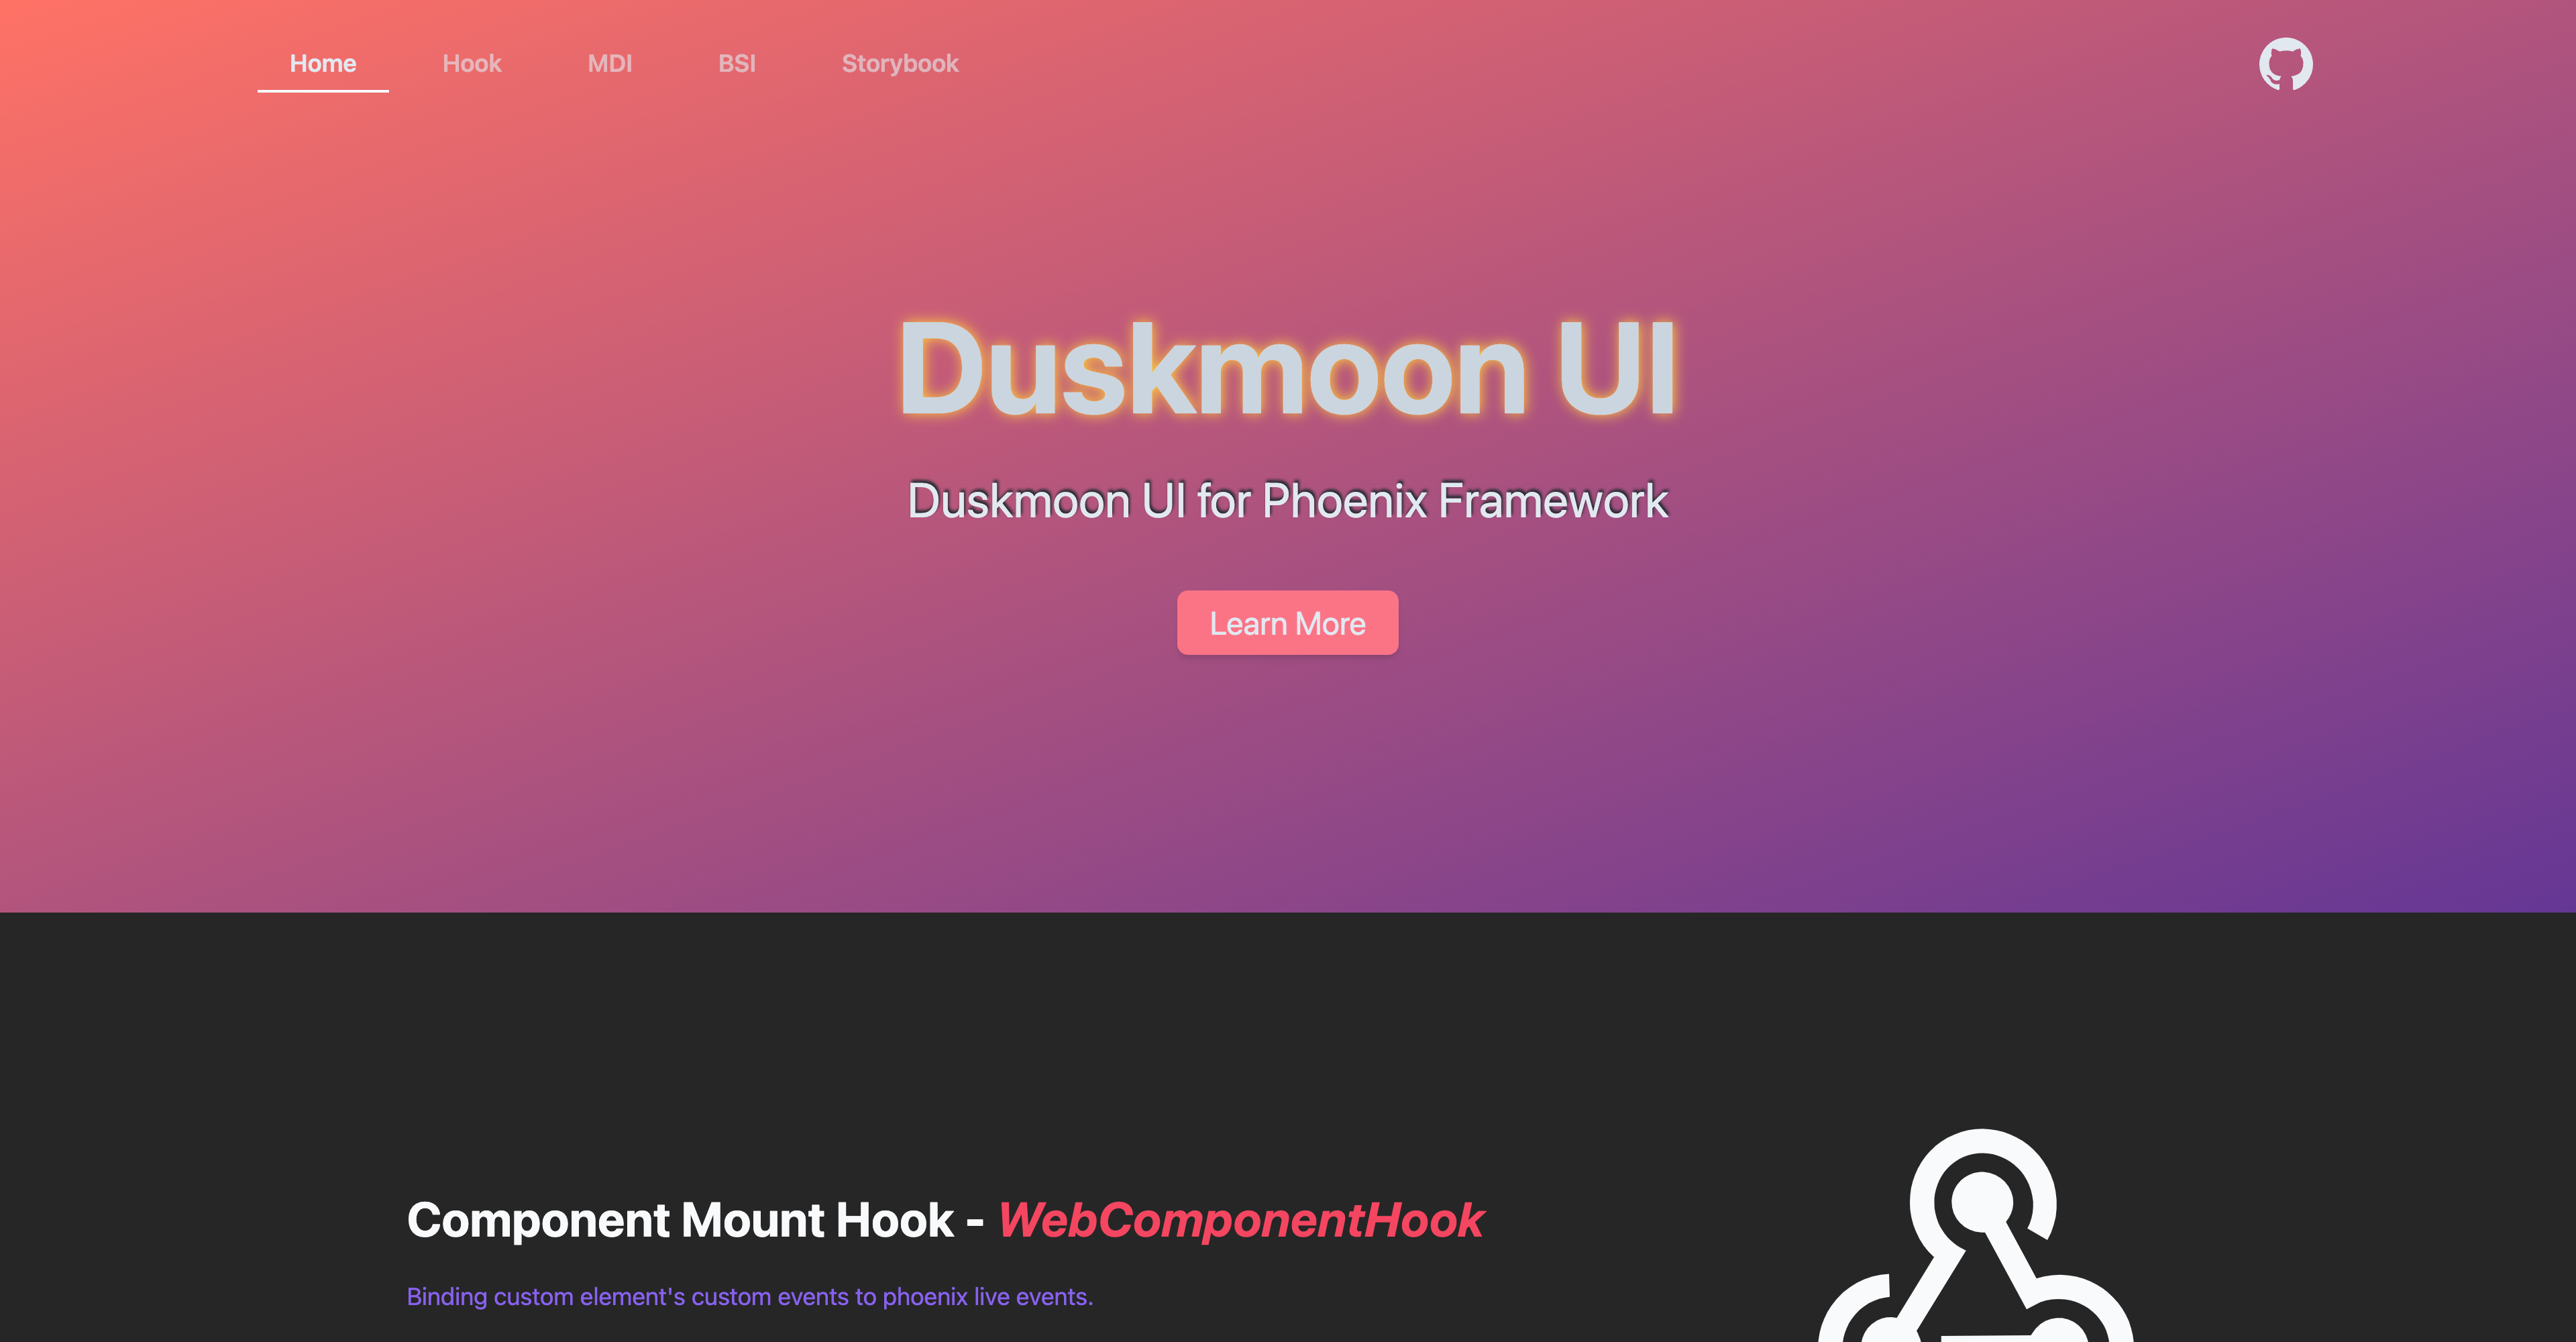 Home Hook MDI BSI Storybook
Duskmoon UI
Duskmoon UI for Phoenix Framework
Learn More
Component Mount Hook - WebComponentHook
Binding custom element's custom events to phoenix live events.